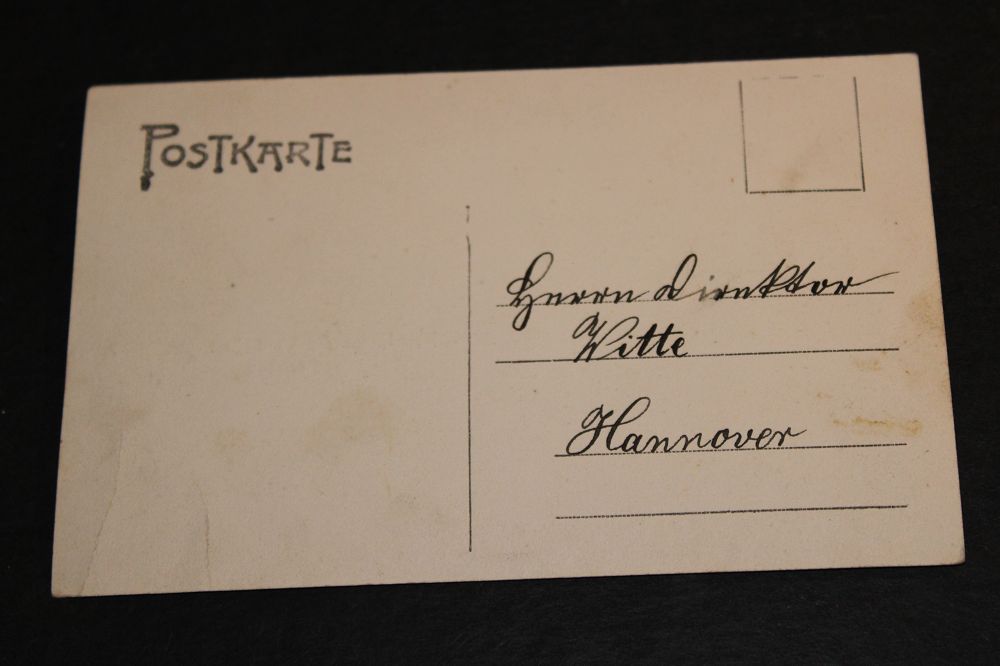 POSTKARTE
Herrn Direktor
Witte
Hannover